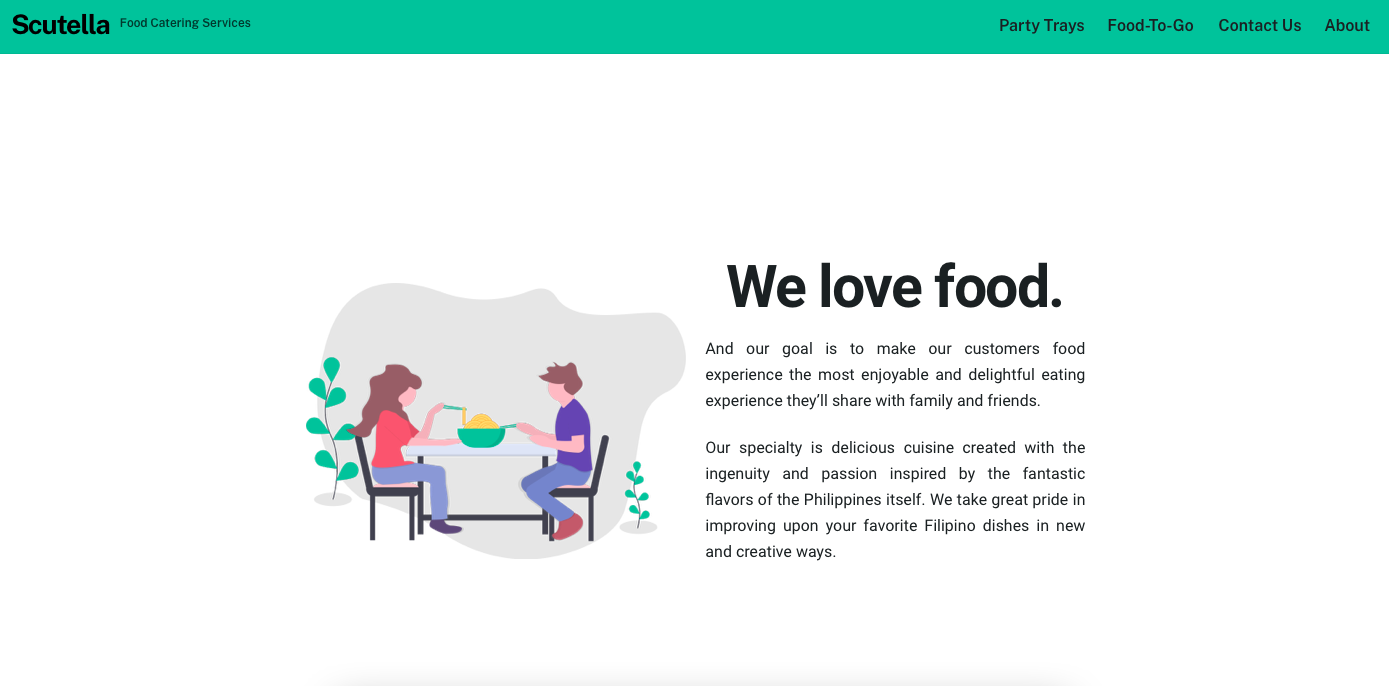 Scutella Food Catering Services Party Trays Food-To-Go Contact Us About
We love food.
And our goal is to make our customers food
experience the most enjoyable and delightful eating
experience they’ll share with family and friends.
Our specialty is delicious cuisine created with the
ingenuity and passion inspired by the fantastic
flavors of the Philippines itself. We take great pride in
improving upon your favorite Filipino dishes in new
and creative ways.